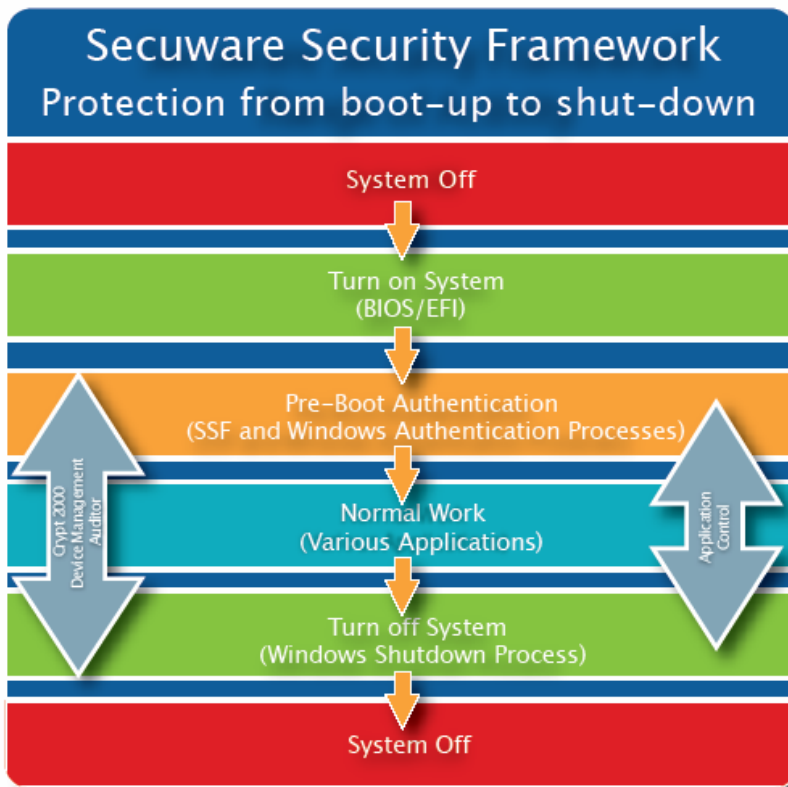 Secuware Security Framework
Protection from boot-up to shut-down
System Off
Turn on System
(BIOS/EFI)
Pre-Boot Authentication
(SSF and Windows Authentication Processes)
Crypt 2000
Device Management
Auditor
Normal Work
(Various Applications)
Application
Control
Turn off System
(Windows Shutdown Process)
System Off